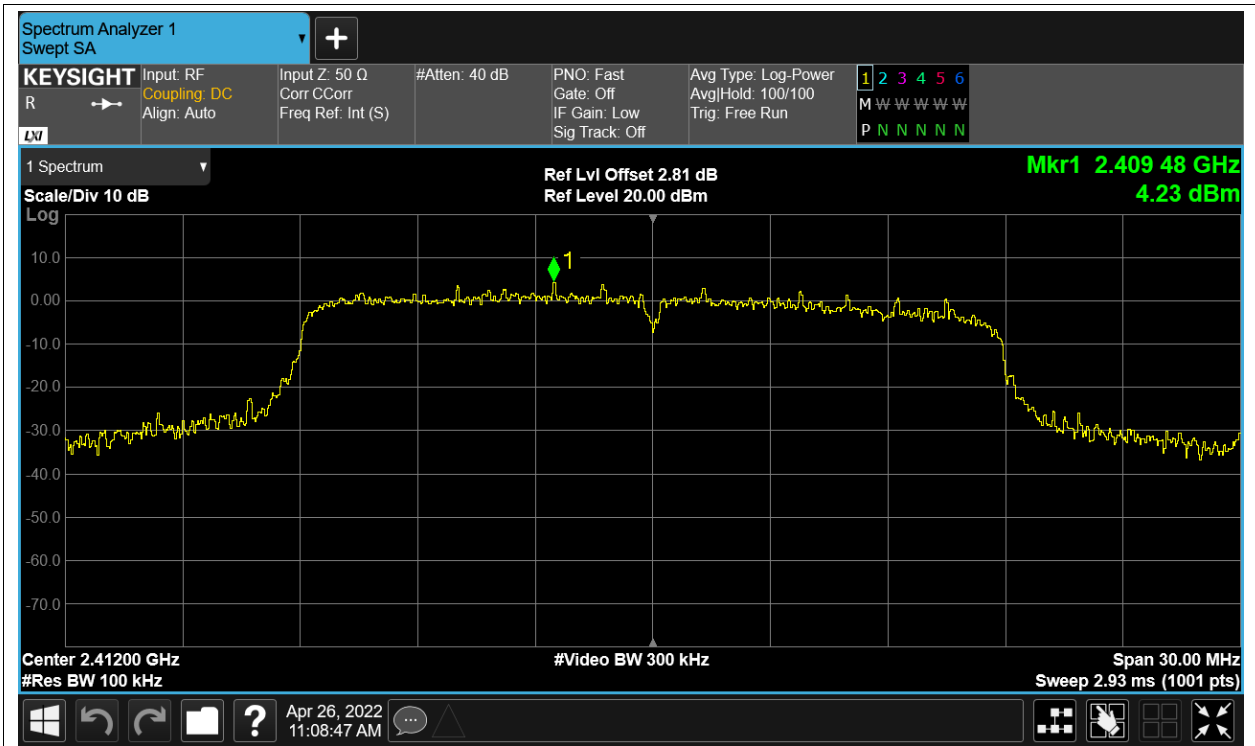 Spectrum Analyzer 1
Swept SA
KEYSIGHT
R
LXI
Input: RF
Coupling: DC
Align: Auto
Input Z: 50 Ω
Corr CCorr
Freq Ref: Int (S)
#Atten: 40 dB
PNO: Fast
Gate: Off
IF Gain: Low
Sig Track: Off
Avg Type: Log-Power
Avg|Hold: 100/100
Trig: Free Run
1 2 3 4 5 6
M W W W W W W
P N N N N N N
1 Spectrum
Scale/Div 10 dB
Log
Ref Lvl Offset 2.81 dB
Ref Level 20.00 dBm
Mkr1 2.409 48 GHz
4.23 dBm
1
10.0
0.00
-10.0
-20.0
-30.0
-40.0
-50.0
-60.0
-70.0
Center 2.41200 GHz
#Video BW 300 kHz
Span 30.00 MHz
#Res BW 100 kHz
Sweep 2.93 ms (1001 pts)
?
Apr 26, 2022
11:08:47 AM